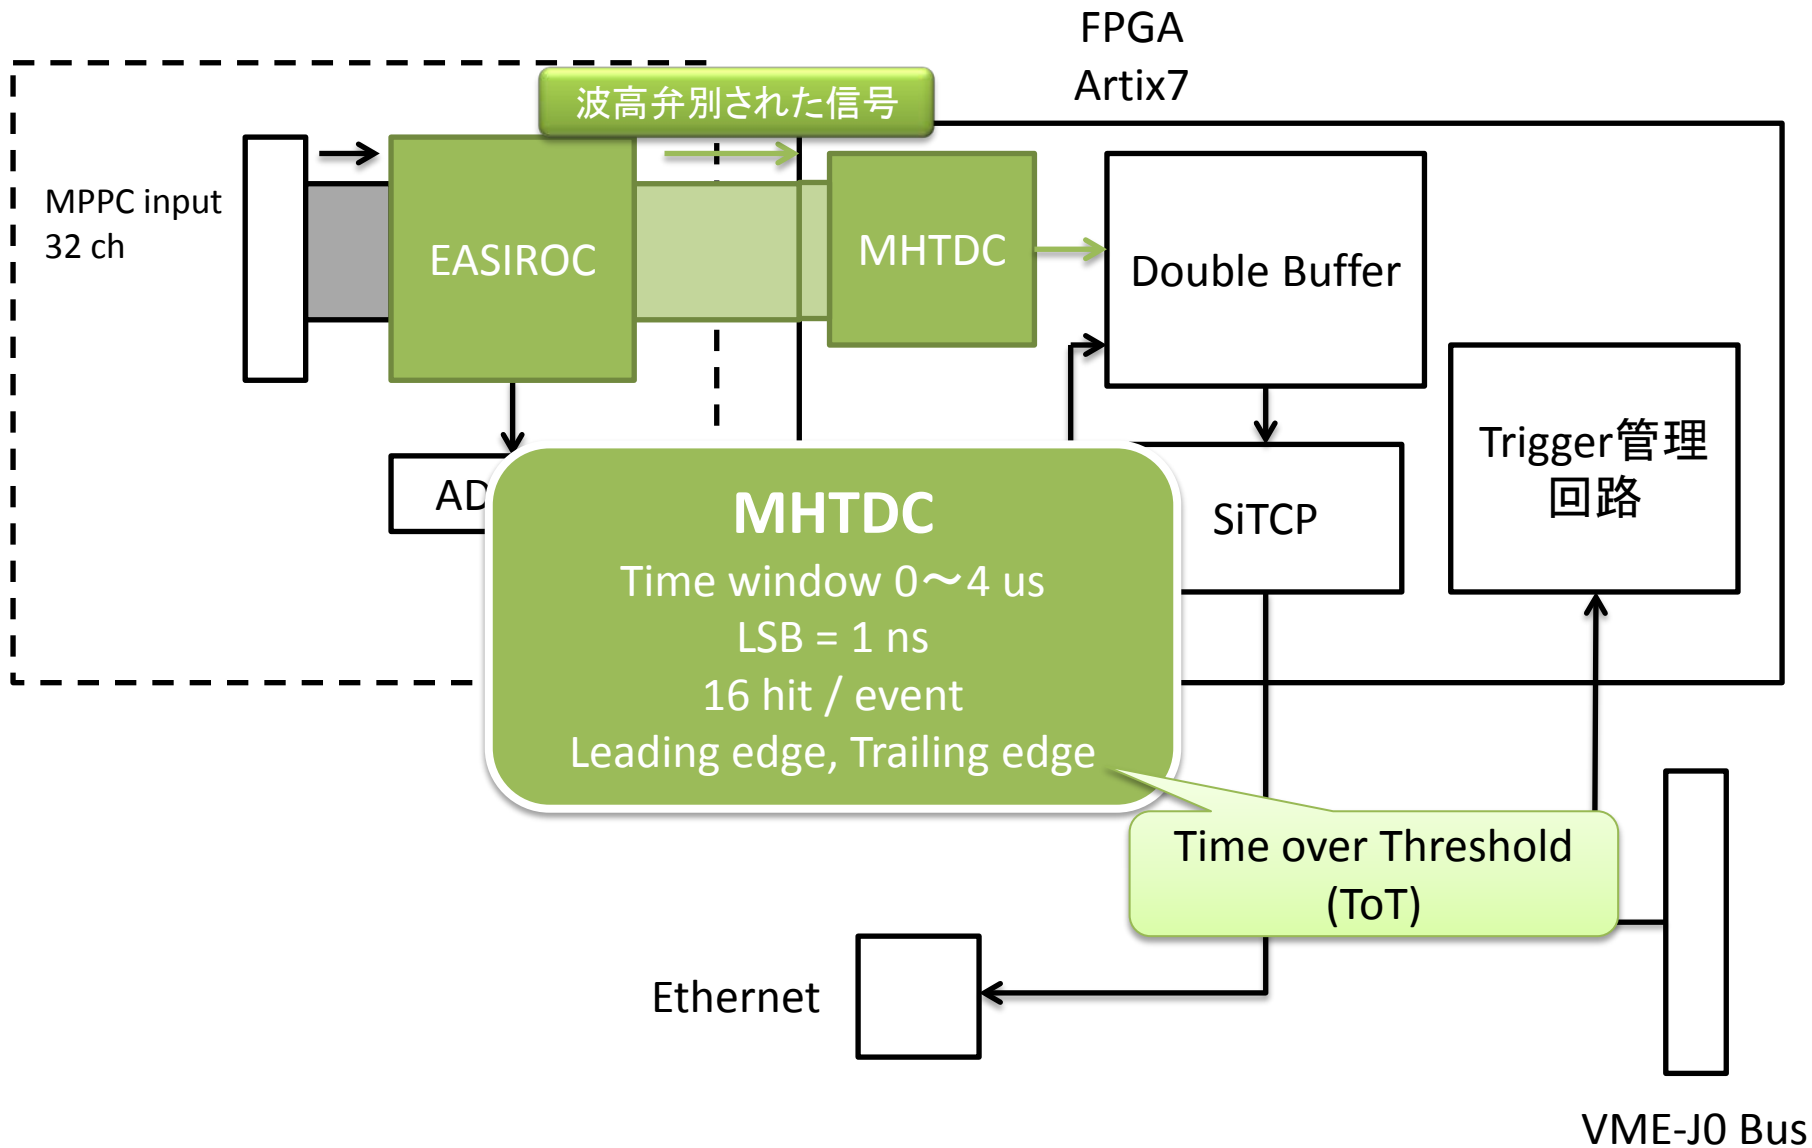 FPGA
Artix7
波高弁別された信号
MPPC input
32 ch
EASIROC
MHTDC
Double Buffer
Trigger管理
回路
AD
SiTCP
MHTDC
Time window 0～4 us
LSB = 1 ns
16 hit / event
Leading edge, Trailing edge
Time over Threshold
(ToT)
Ethernet
VME-J0 Bus